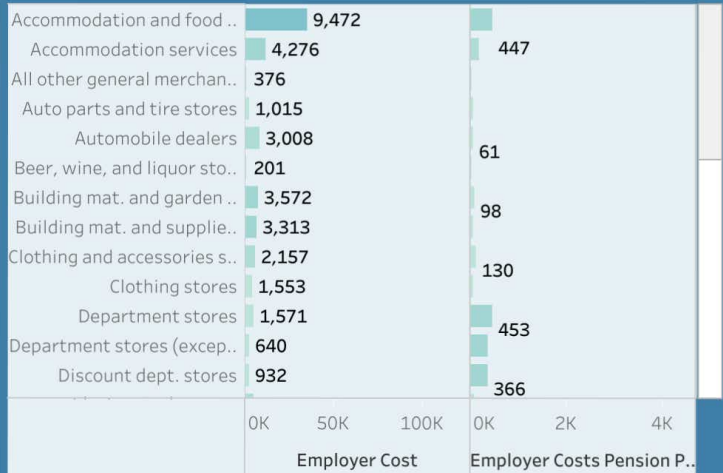 Accommodation and food .. 9,472
Accommodation services 4,276 447
All other general merchan.. 376
Auto parts and tire stores 1,015
Automobile dealers 3,008
61
Beer, wine, and liquor sto.. 201
Building mat. and garden .. 3,572
98
Building mat. and supplie.. 3,313
Clothing and accessories s.. 2,157
130
Clothing stores 1,553
Department stores 1,571
453
Department stores (excep.. 640
Discount dept. stores 932
366
0K 50K 100K 0K 2K 4K
Employer Cost Employer Costs Pension P..